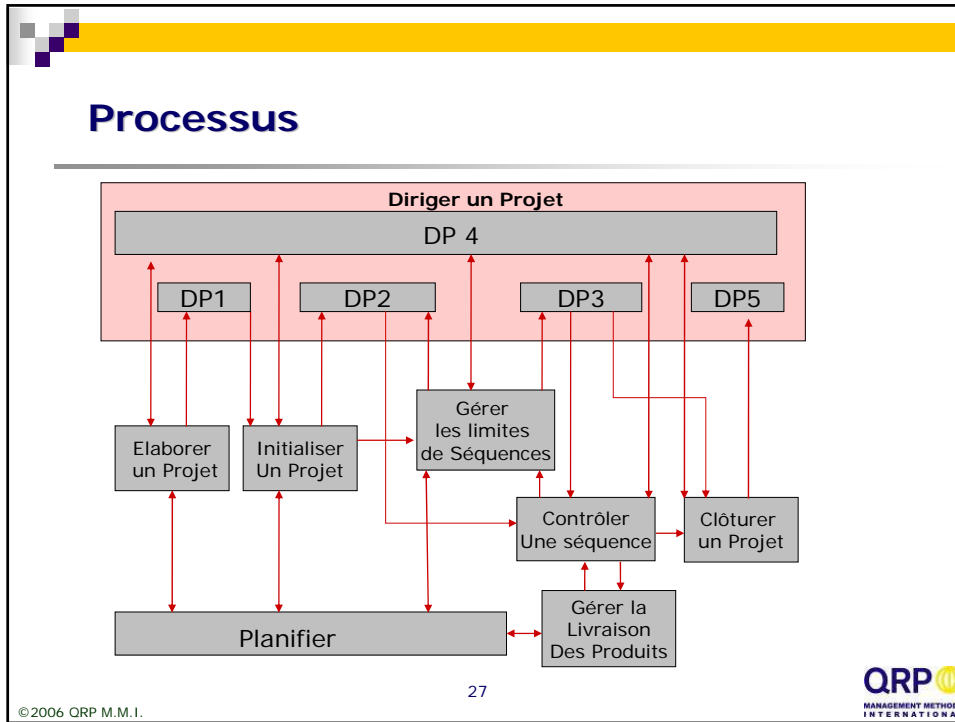 Processus
Diriger un Projet
DP 4
DP1
DP2
DP3
DP5
Gérer
les limites
de Séquences
Elaborer
un Projet
Initialiser
Un Projet
Contrôler
Une séquence
Clôturer
un Projet
Gérer la
Livraison
Des Produits
Planifier
27
©2006 QRP M.M.I.
QRP
MANAGEMENT METHOD
INTERNATIONA